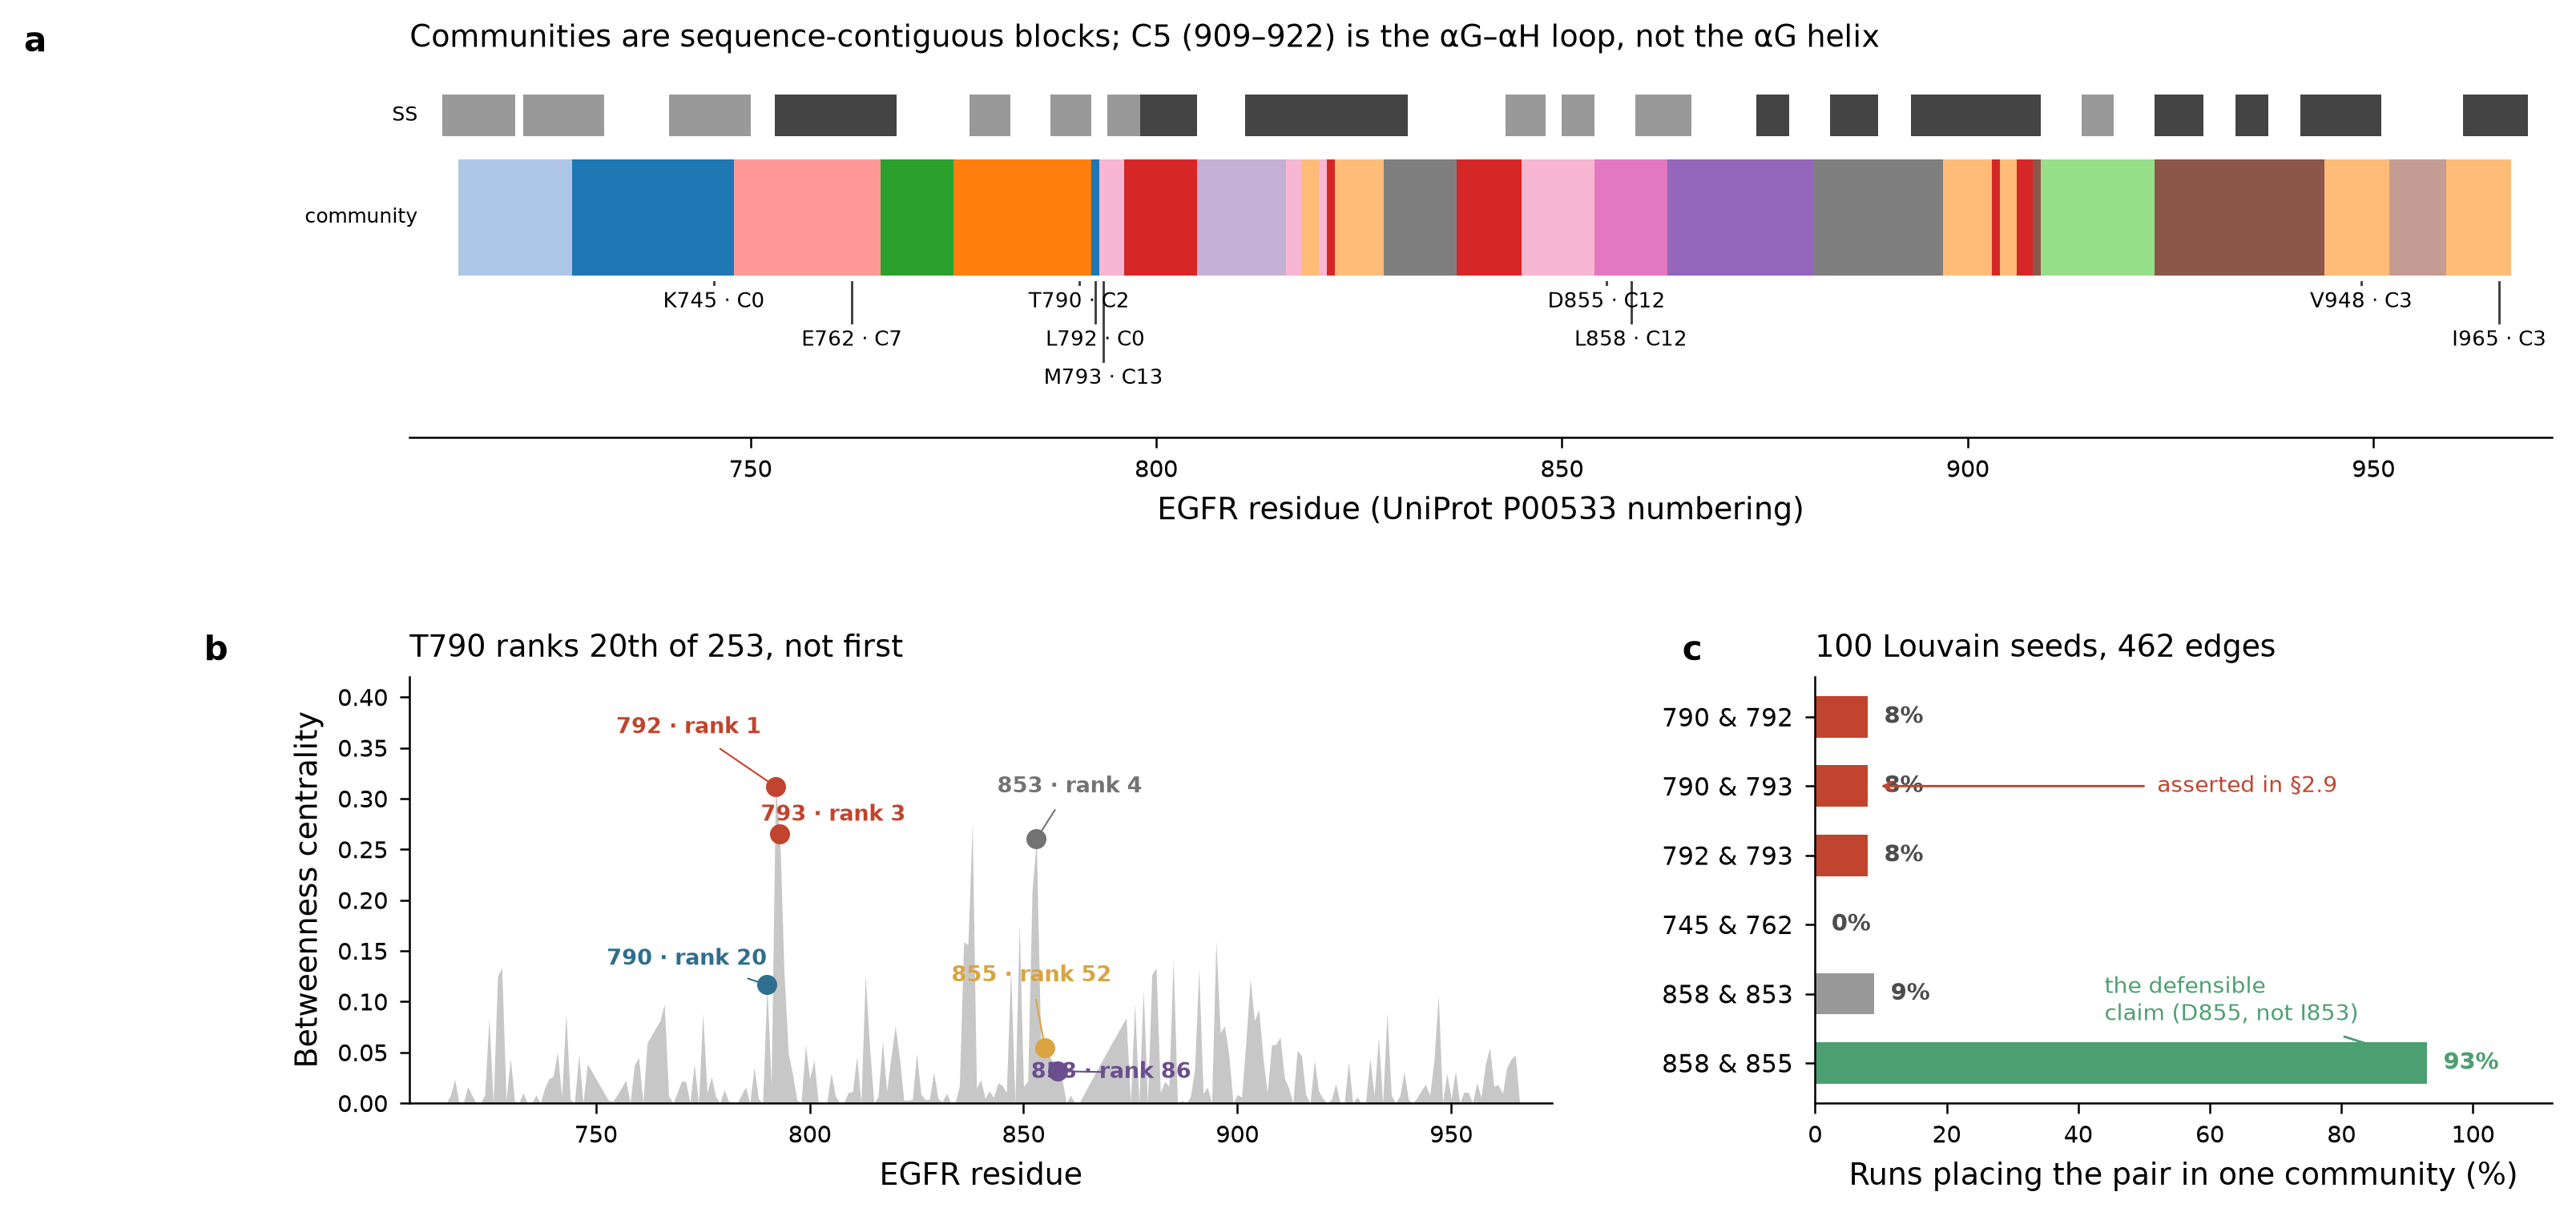 a
Communities are sequence-contiguous blocks; C5 (909–922) is the αG–αH loop, not the αG helix
SS
community
K745 · C0
T790 · C2
D855 · C12
V948 · C3
E762 · C7
L792 · C0
L858 · C12
I965 · C3
M793 · C13
750
800
850
900
950
EGFR residue (UniProt P00533 numbering)
b
T790 ranks 20th of 253, not first
Betweenness centrality
0.40
0.35
0.30
0.25
0.20
0.15
0.10
0.05
0.00
792 · rank 1
793 · rank 3
853 · rank 4
790 · rank 20
855 · rank 52
858 · rank 86
750
800
850
900
950
EGFR residue
c
100 Louvain seeds, 462 edges
790 & 792
8%
790 & 793
8%
asserted in §2.9
792 & 793
8%
745 & 762
0%
858 & 853
9%
the defensible
claim (D855, not I853)
858 & 855
93%
0
20
40
60
80
100
Runs placing the pair in one community (%)